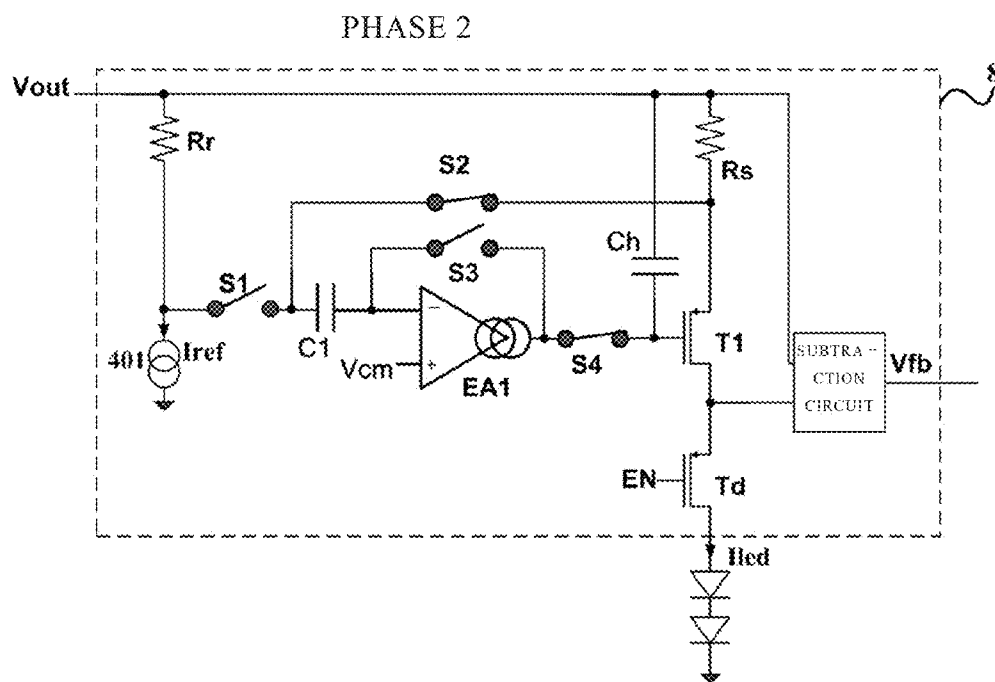 PHASE 2
Vout
Rr
S2
Rs
S3
Ch
S1
C1
T1
401
Iref
Vcm
EA1
S4
SUBTRA-
CTION
CIRCUIT
Vfb
EN
Td
Iled